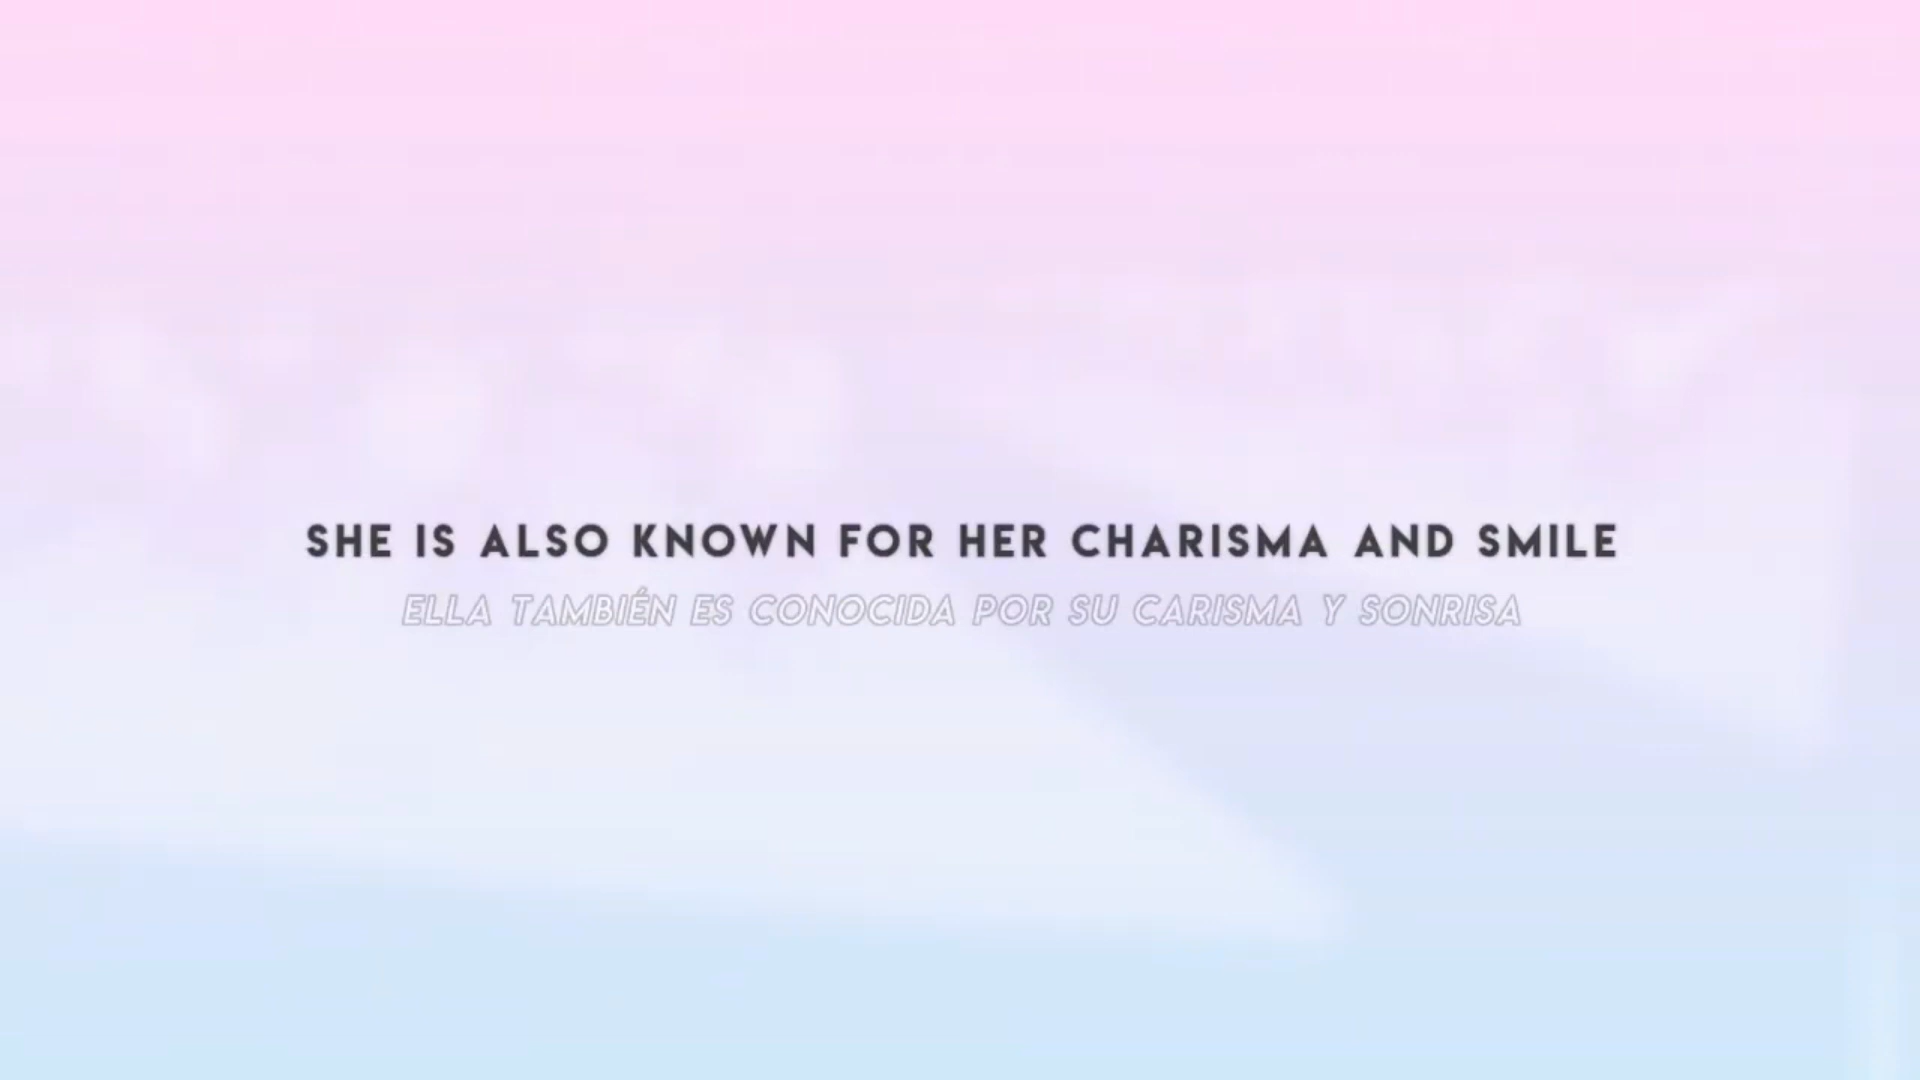 SHE IS ALSO KNOWN FOR HER CHARISMA AND SMILE
ELLA TAMBIÉN ES CONOCIDA POR SU CARISMA Y SONRISA